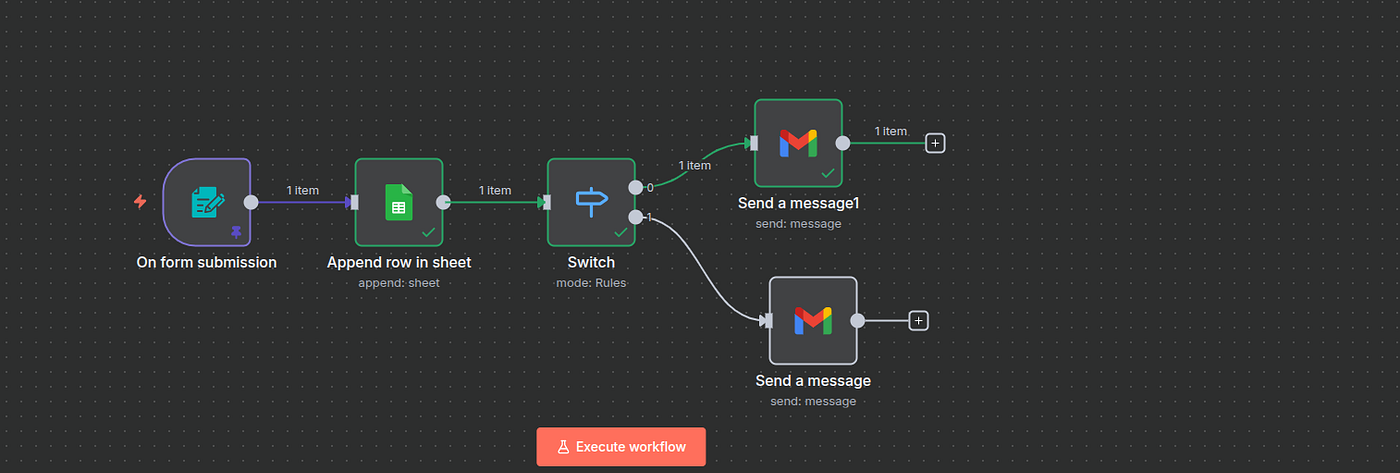 1 item
1 item
1 item
1 item
0
1
On form submission
Append row in sheet
append: sheet
Switch
mode: Rules
Send a message1
send: message
Send a message
send: message
Execute workflow